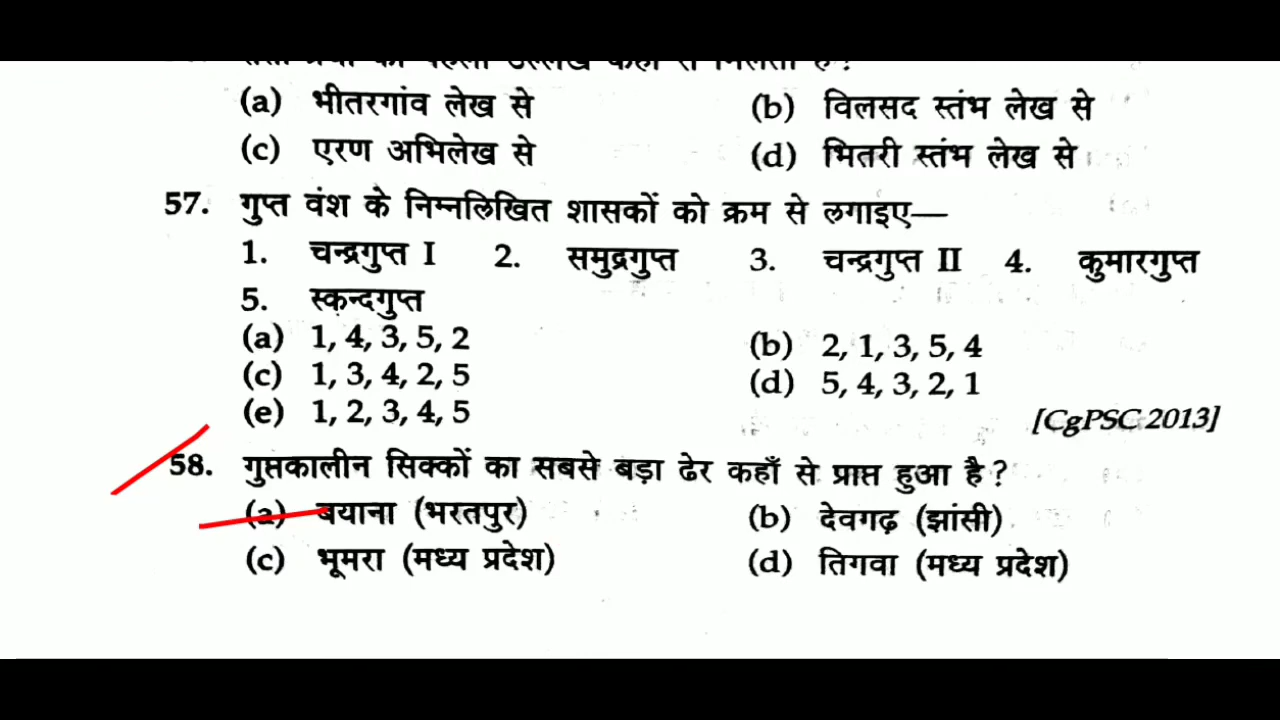 (a) भीतरगांव लेख से (b) विलसद स्तंभ लेख से
(c) एरण अभिलेख से (d) भितरी स्तंभ लेख से
57. गुप्त वंश के निम्नलिखित शासकों को क्रम से लगाइए—
1. चन्द्रगुप्त I 2. समुद्रगुप्त 3. चन्द्रगुप्त II 4. कुमारगुप्त
5. स्कन्दगुप्त
(a) 1, 4, 3, 5, 2 (b) 2, 1, 3, 5, 4
(c) 1, 3, 4, 2, 5 (d) 5, 4, 3, 2, 1
(e) 1, 2, 3, 4, 5 [CgPSC 2013]
58. गुप्तकालीन सिक्कों का सबसे बड़ा ढेर कहाँ से प्राप्त हुआ है?
(a) बयाना (भरतपुर) (b) देवगढ़ (झांसी)
(c) भूमरा (मध्य प्रदेश) (d) तिगवा (मध्य प्रदेश)